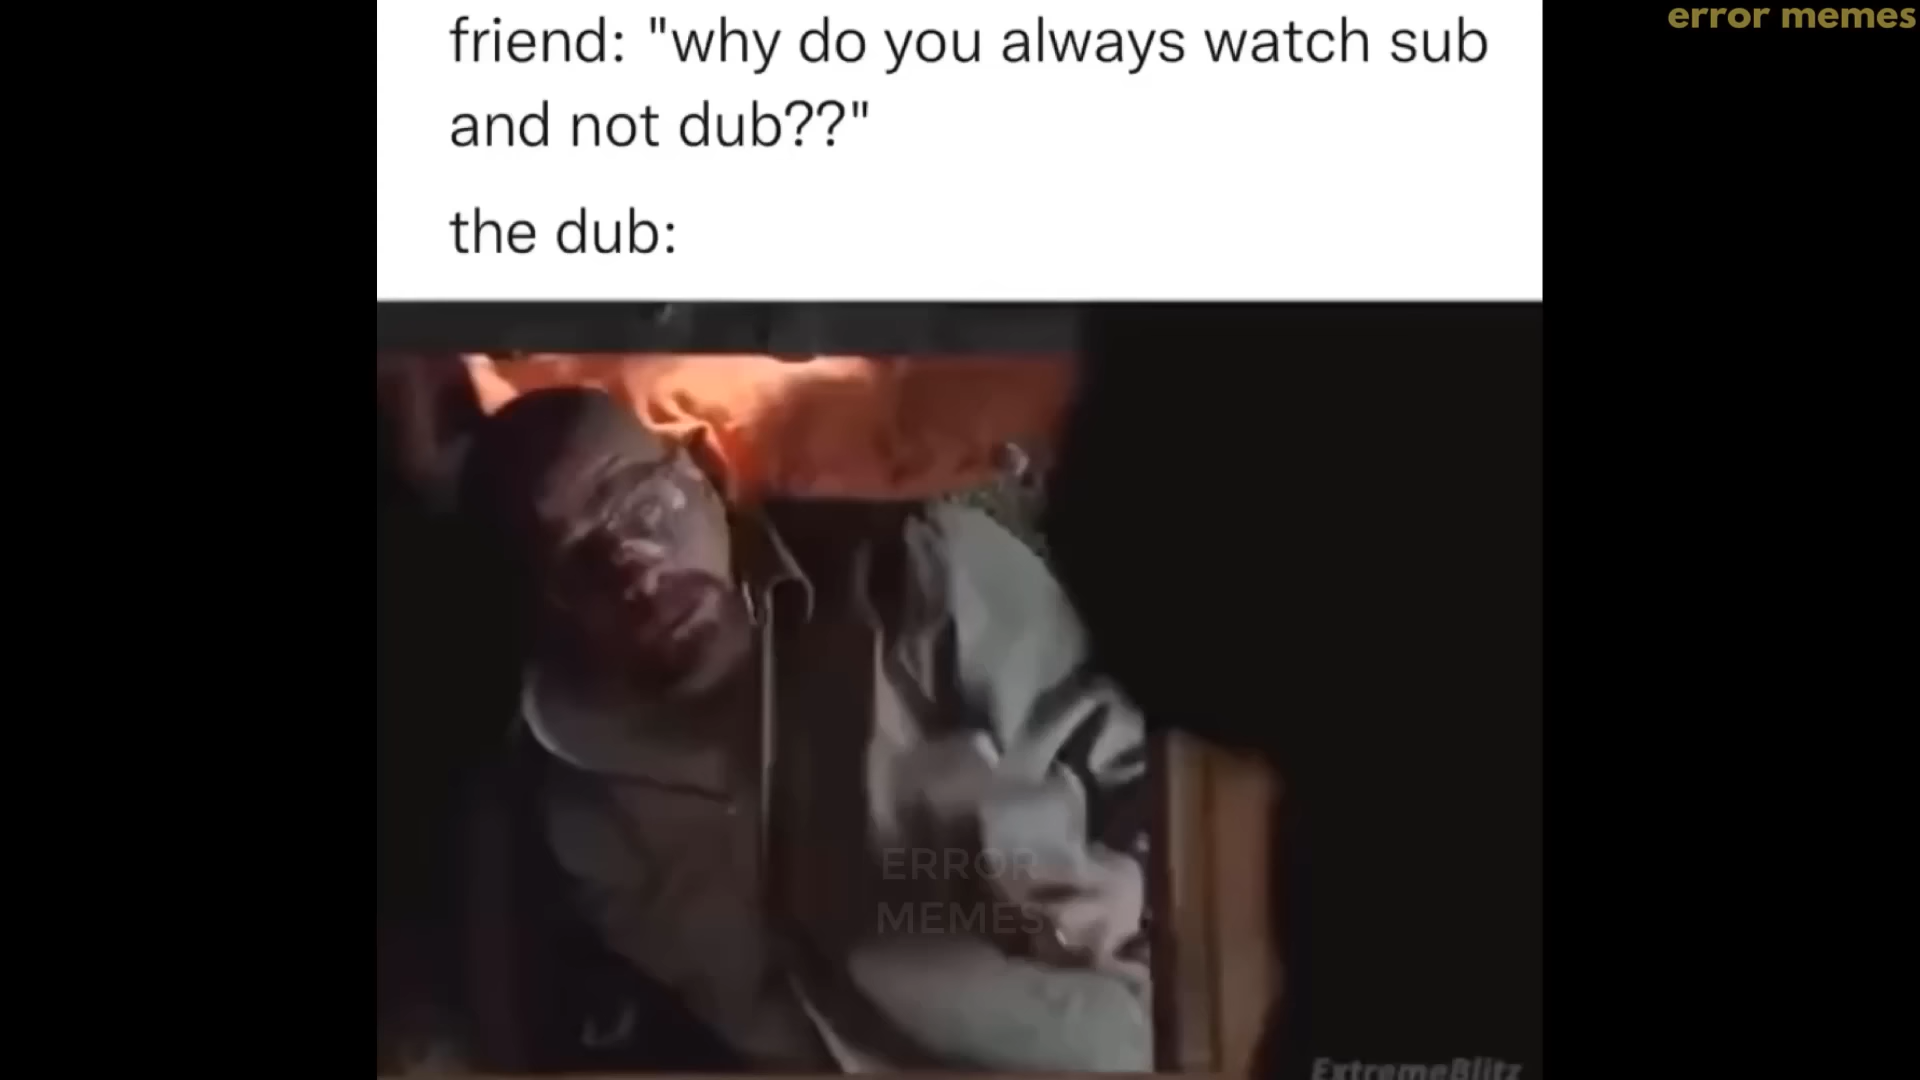 error memes
friend: "why do you always watch sub
and not dub??"
the dub:
ERROR
MEMES
ExtremeBlitz